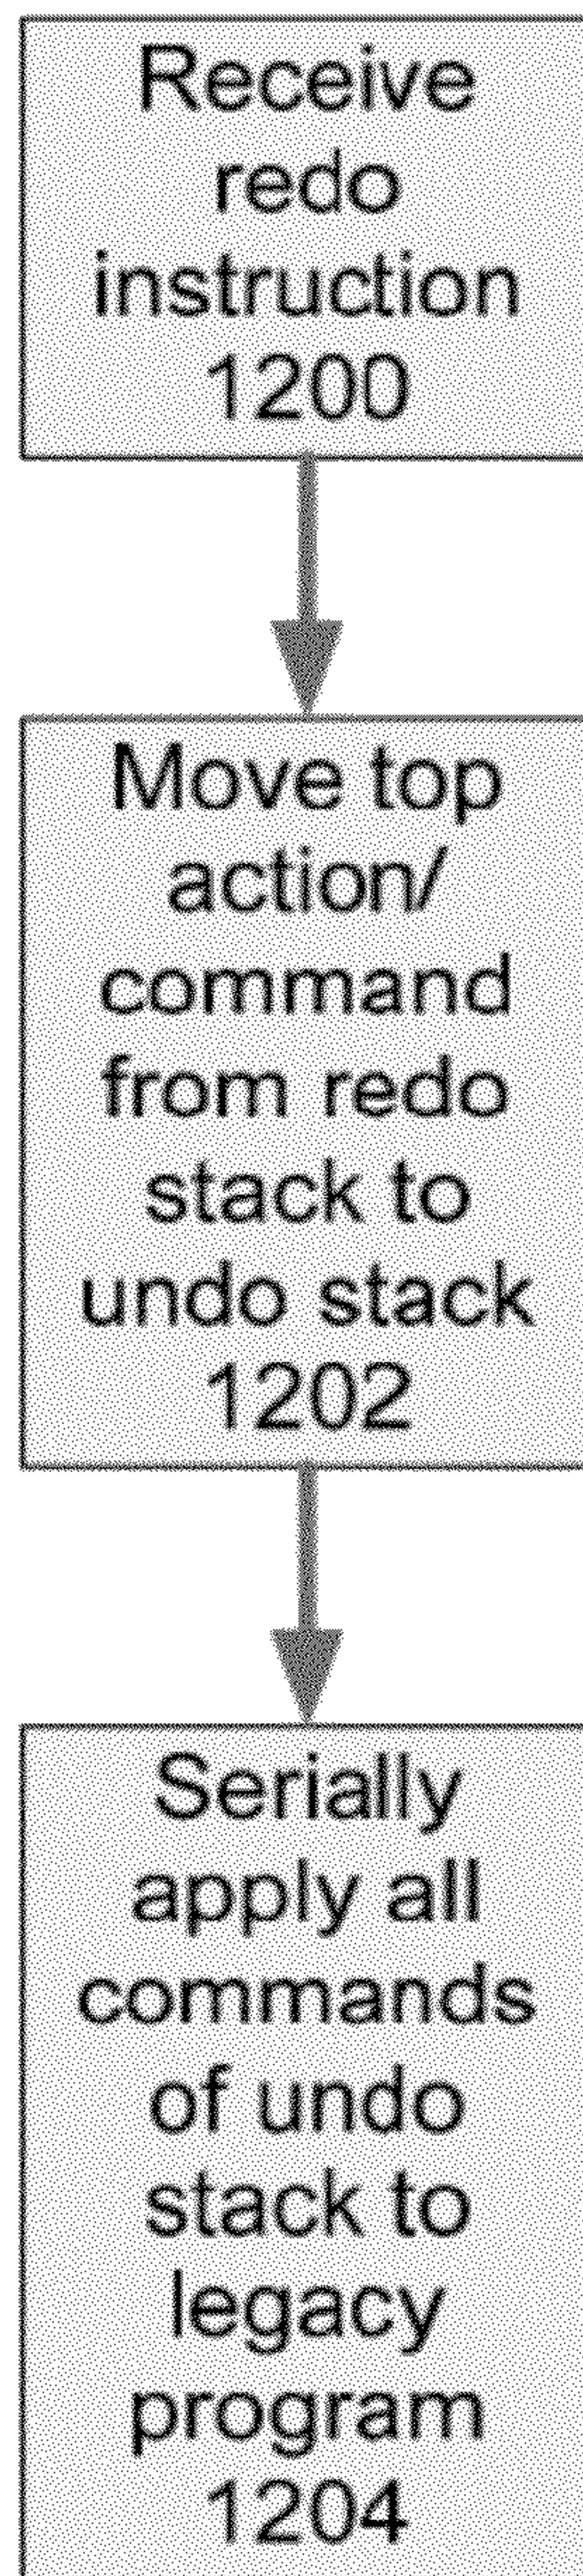 Receive
redo
instruction
1200
Move top
action/
command
from redo
stack to
undo stack
1202
Serially
apply all
commands
of undo
stack to
legacy
program
1204